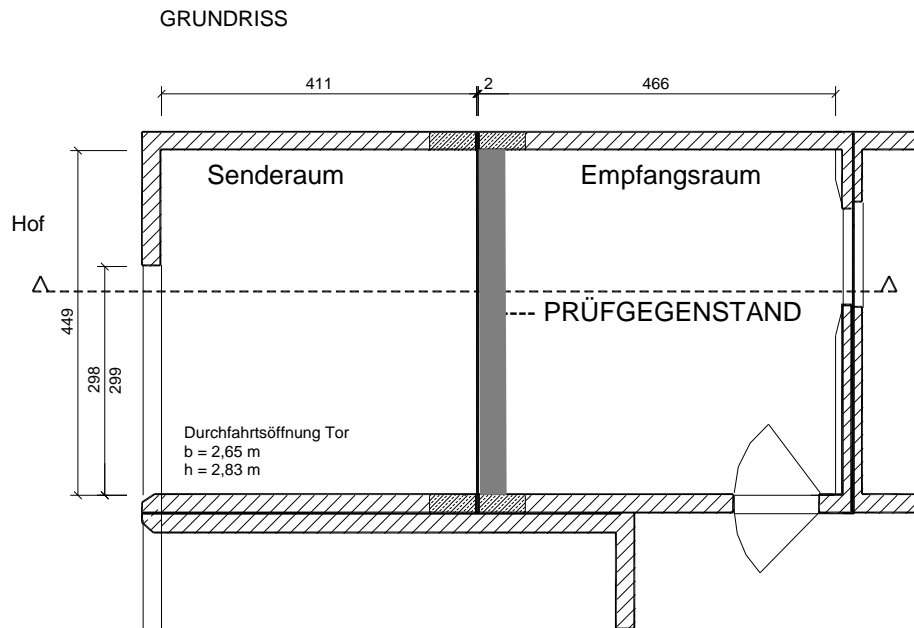 GRUNDRISS
411
2
466
Senderaum
Empfangsraum
Hof
PRÜFGEGENSTAND
449
298
299
Durchfahrtsöffnung Tor
b = 2,65 m
h = 2,83 m